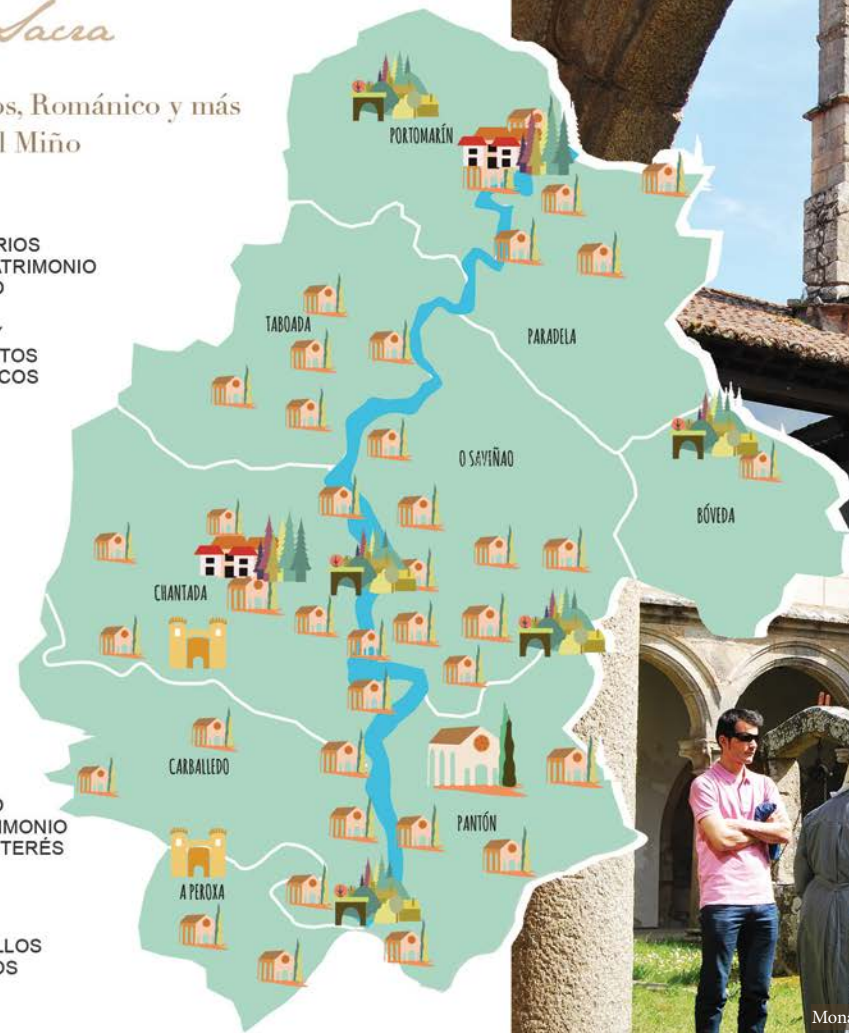 Sacra
os, Románico y más
l Miño
RIOS
ATRIMONIO
O
Y
TOS
COS
O
IMONIO
TERÉS
LLOS
OS
PORTOMARÍN
TABOADA
PARADELA
O SAVIÑAO
BÓVEDA
CHANTADA
CARBALLEDO
PANTÓN
A PEROXA
Mona